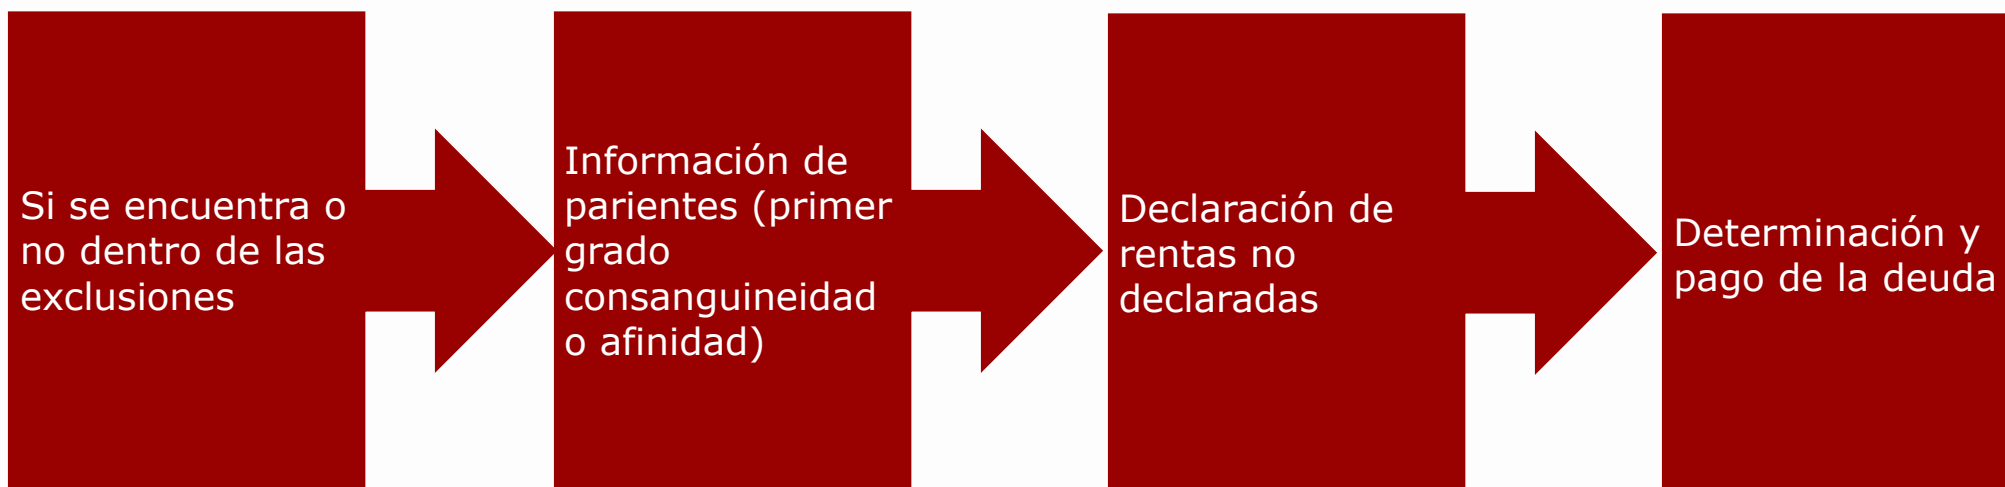 Si se encuentra o
no dentro de las
exclusiones
Información de
parientes (primer
grado
consanguineidad
o afinidad)
Declaración de
rentas no
declaradas
Determinación y
pago de la deuda